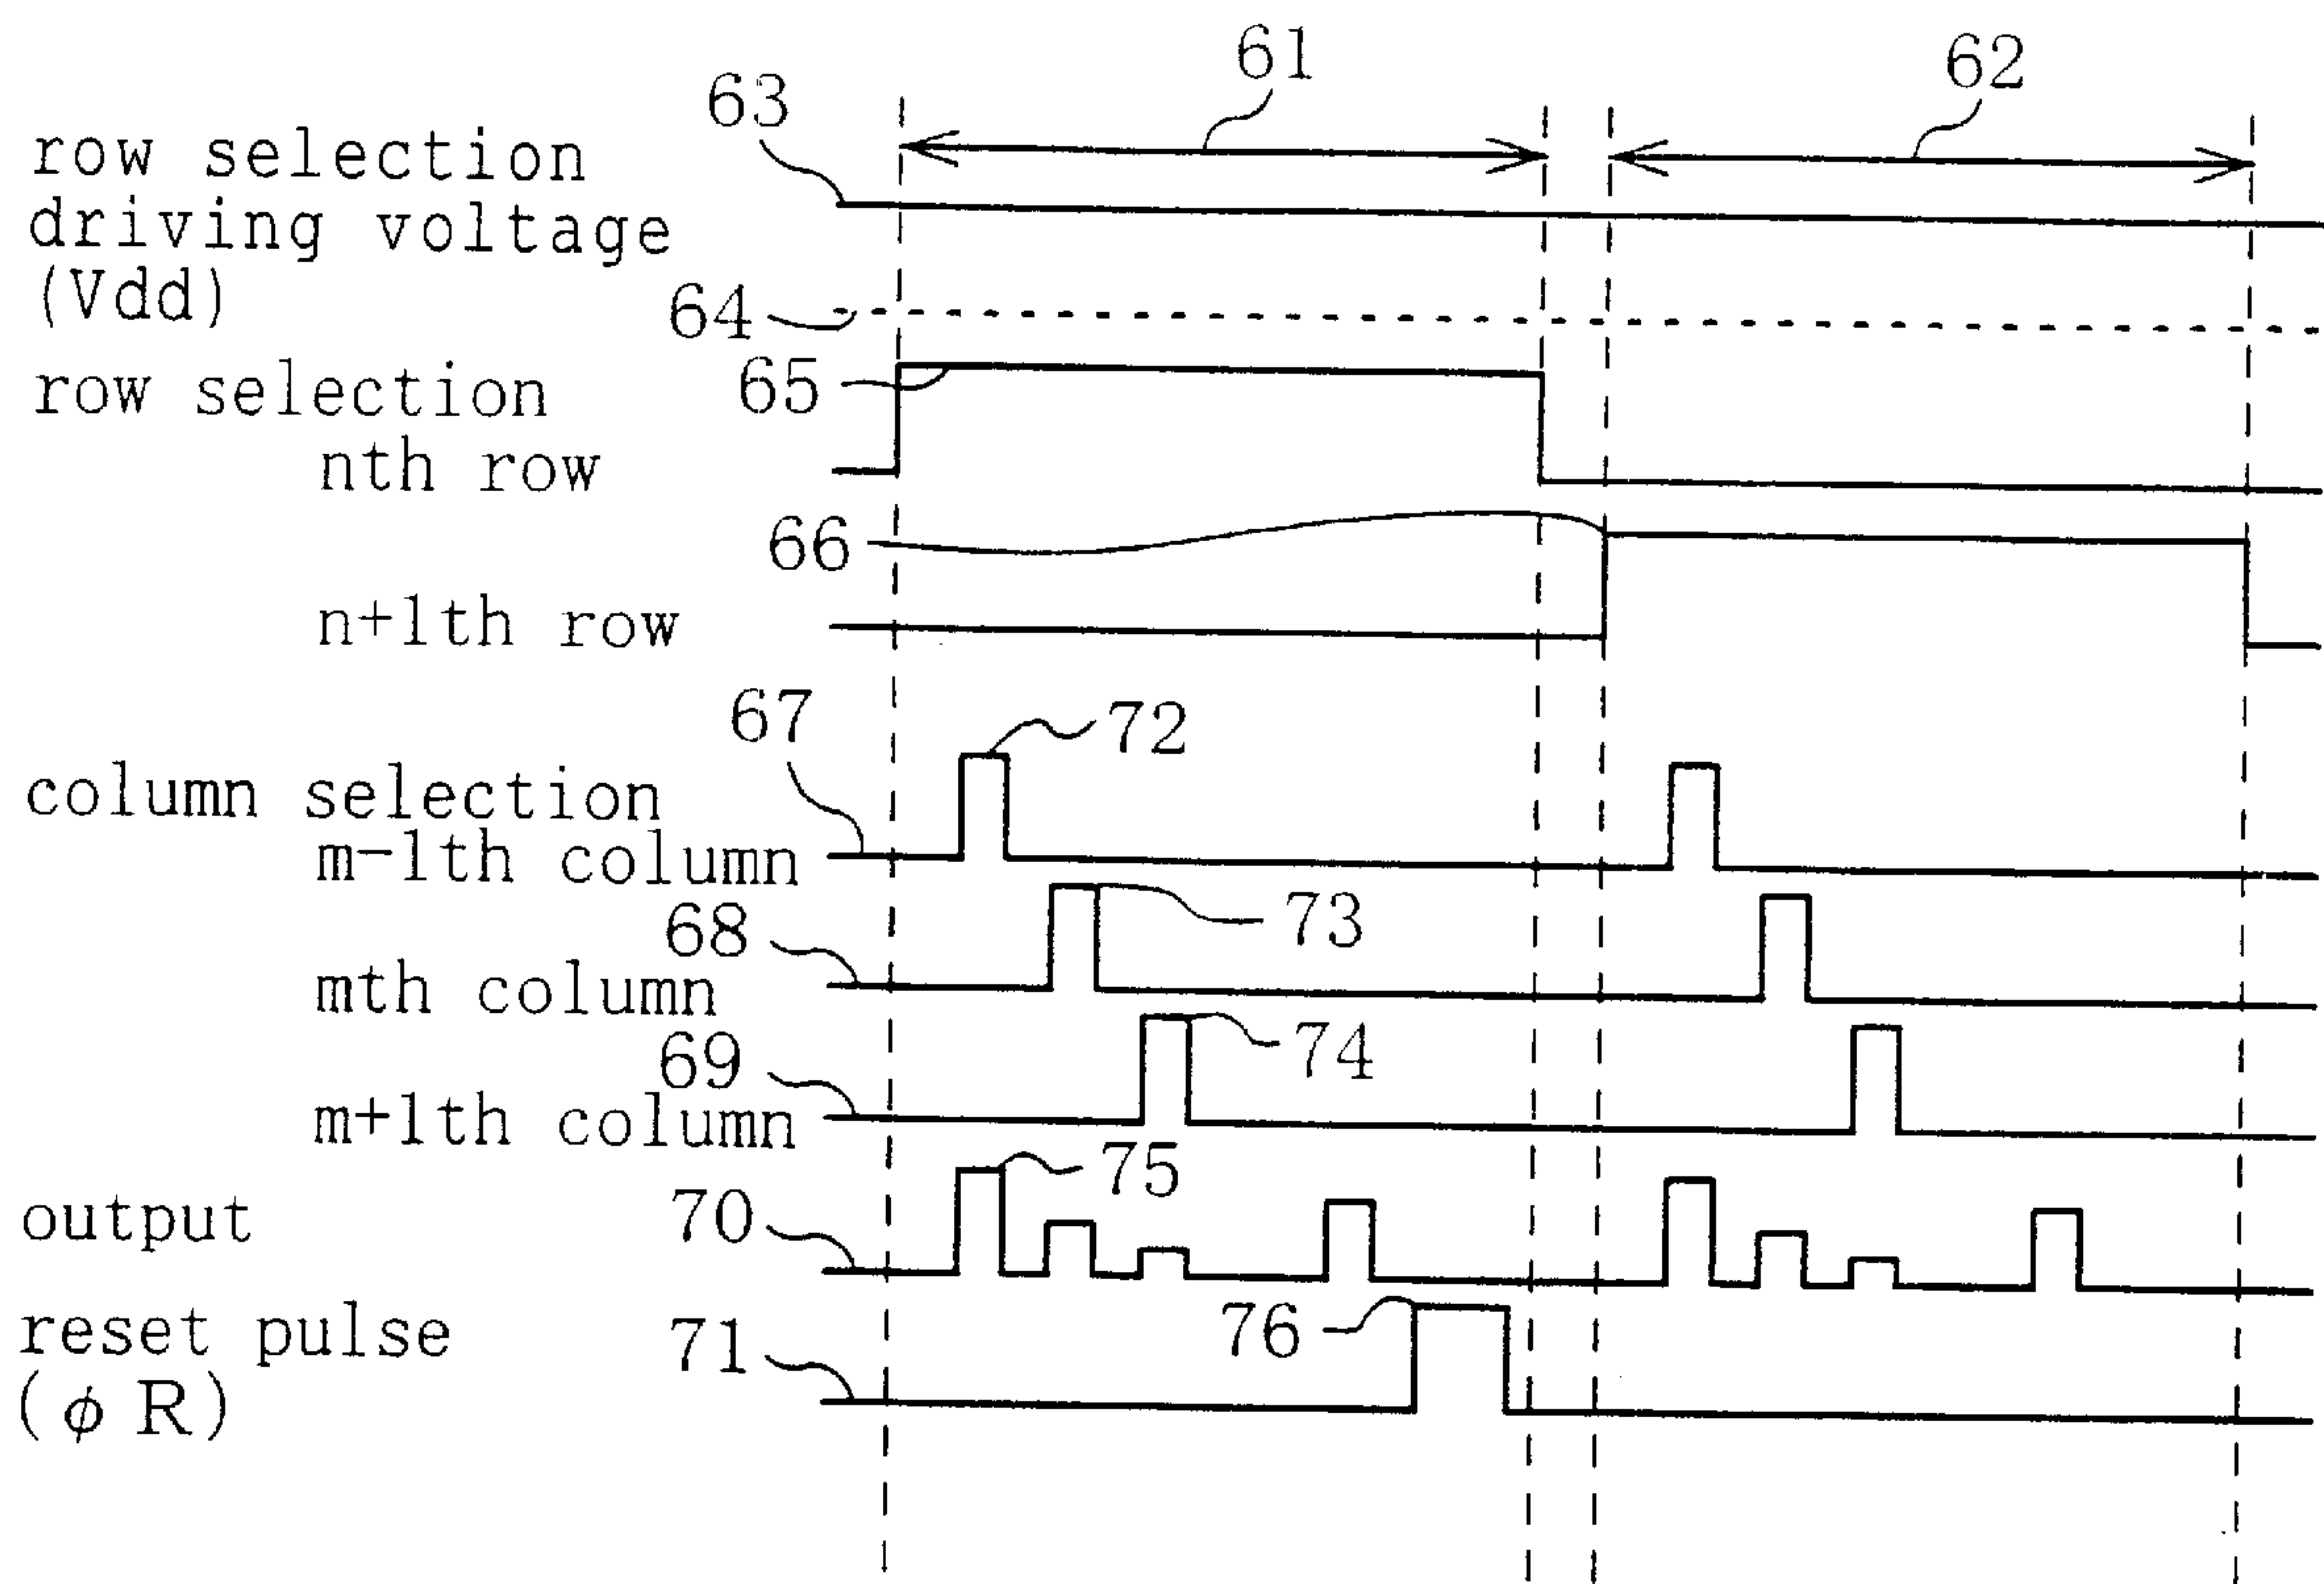 61
62
63
row selection
driving voltage
(Vdd)
64
row selection
65
nth row
66
n+1th row
67
72
column selection
m-1th column
73
68
mth column
74
69
m+1th column
75
output
70
reset pulse
76
71
(φR)